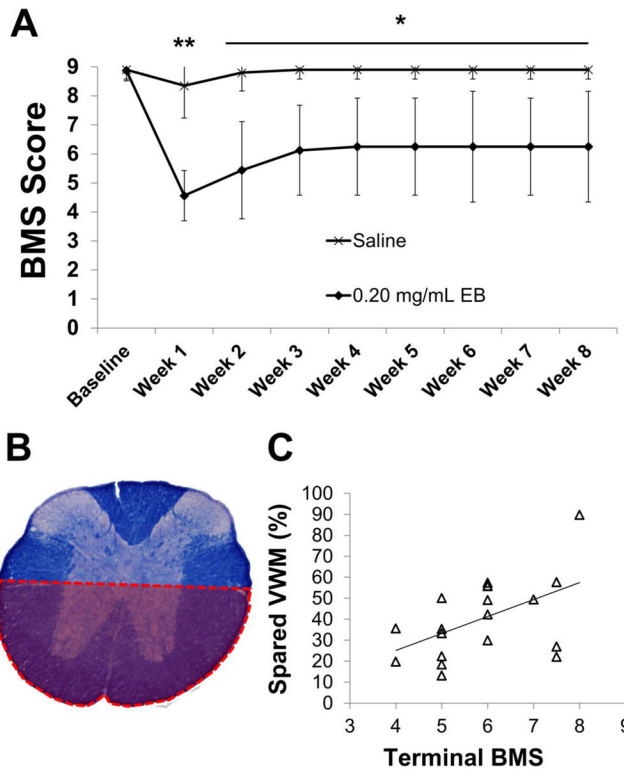 A
**
*
BMS Score
9
8
7
6
5
4
3
2
1
0
Saline
0.20 mg/mL EB
Baseline
Week 1
Week 2
Week 3
Week 4
Week 5
Week 6
Week 7
Week 8
B
C
Spared VWM (%)
100
90
80
70
60
50
40
30
20
10
0
3 4 5 6 7 8 9
Terminal BMS